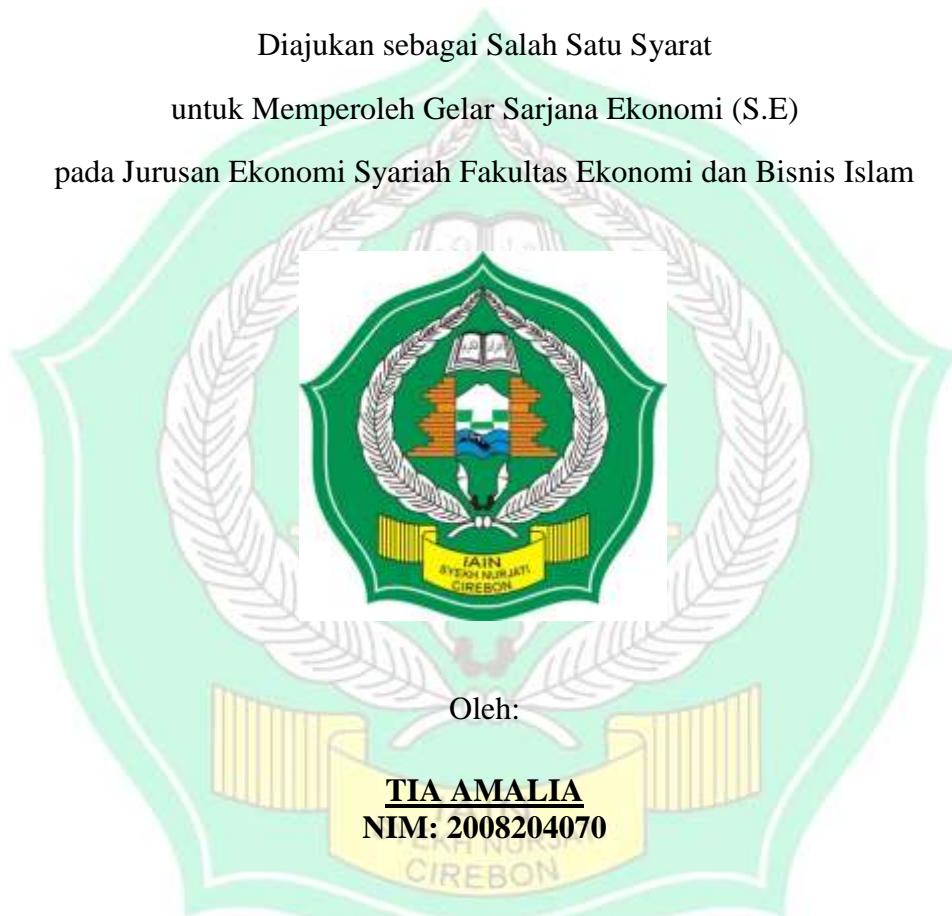 Diajukan sebagai Salah Satu Syarat
untuk Memperoleh Gelar Sarjana Ekonomi (S.E)
pada Jurusan Ekonomi Syariah Fakultas Ekonomi dan Bisnis Islam
IAIN
SYEKH NURJATI
CIREBON
Oleh:
TIA AMALIA
NIM: 2008204070
CIREBON